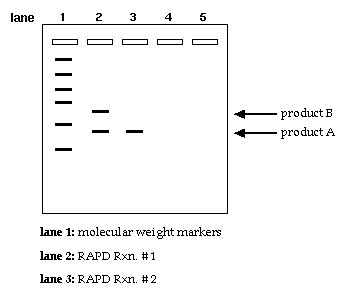 lane 1 2 3 4 5
product B
product A
lane 1: molecular weight markers
lane 2: RAPD Rxn. #1
lane 3: RAPD Rxn. #2